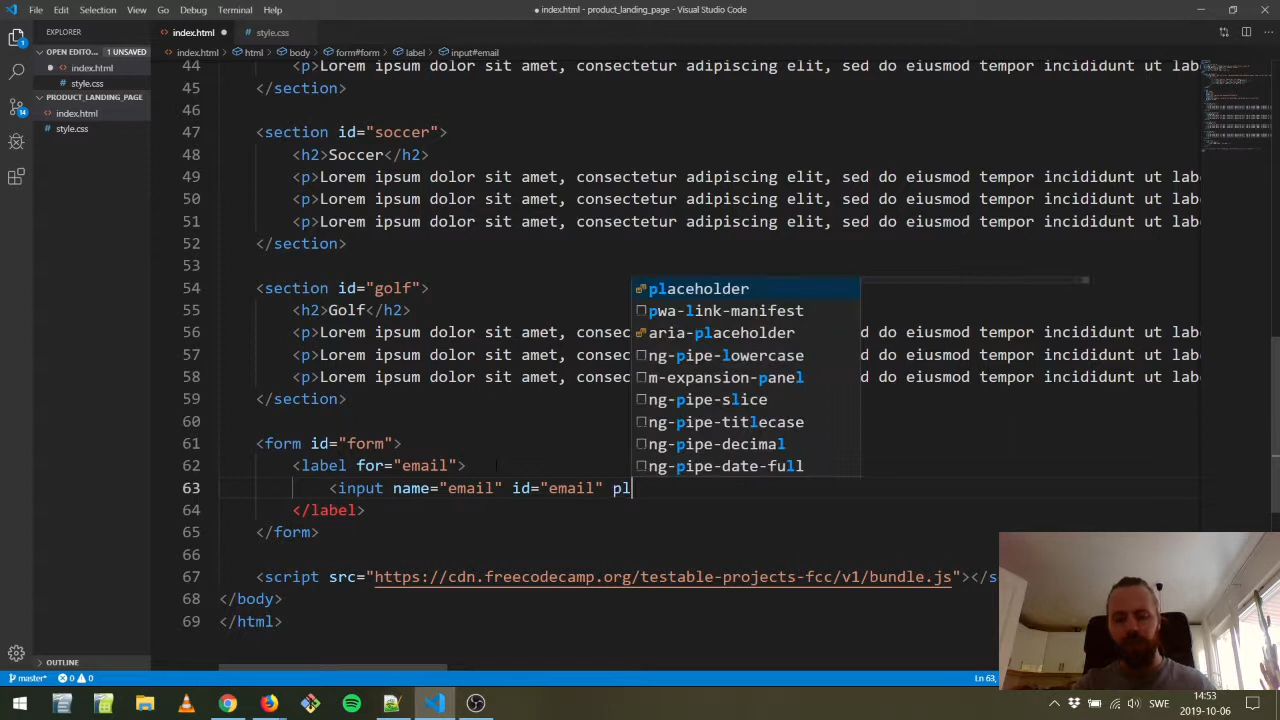 File Edit Selection View Go Debug Terminal Help
● index.html - product_landing_page - Visual Studio Code
EXPLORER
OPEN EDITO... 1 UNSAVED
index.html
# style.css
PRODUCT_LANDING_PAGE
index.html
# style.css
OUTLINE
index.html ●
# style.css
index.html › html › body › form#form › label › input#email
44 <p>Lorem ipsum dolor sit amet, consectetur adipiscing elit, sed do eiusmod tempor incididunt ut labo
45 </section>
46
47 <section id="soccer">
48 <h2>Soccer</h2>
49 <p>Lorem ipsum dolor sit amet, consectetur adipiscing elit, sed do eiusmod tempor incididunt ut labo
50 <p>Lorem ipsum dolor sit amet, consectetur adipiscing elit, sed do eiusmod tempor incididunt ut labo
51 <p>Lorem ipsum dolor sit amet, consectetur adipiscing elit, sed do eiusmod tempor incididunt ut labo
52 </section>
53
54 <section id="golf">
55 <h2>Golf</h2>
56 <p>Lorem ipsum dolor sit amet, consec do eiusmod tempor incididunt ut labo
57 <p>Lorem ipsum dolor sit amet, consec do eiusmod tempor incididunt ut labo
58 <p>Lorem ipsum dolor sit amet, consec do eiusmod tempor incididunt ut labo
59 </section>
60
61 <form id="form">
62 <label for="email">
63 <input name="email" id="email" pl
64 </label>
65 </form>
66
67 <script src="https://cdn.freecodecamp.org/testable-projects-fcc/v1/bundle.js"></s
68 </body>
69 </html>
placeholder
pwa-link-manifest
aria-placeholder
ng-pipe-lowercase
m-expansion-panel
ng-pipe-slice
ng-pipe-titlecase
ng-pipe-decimal
ng-pipe-date-full
1
14
master* 0 0
Ln 63,
SWE
14:53
2019-10-06